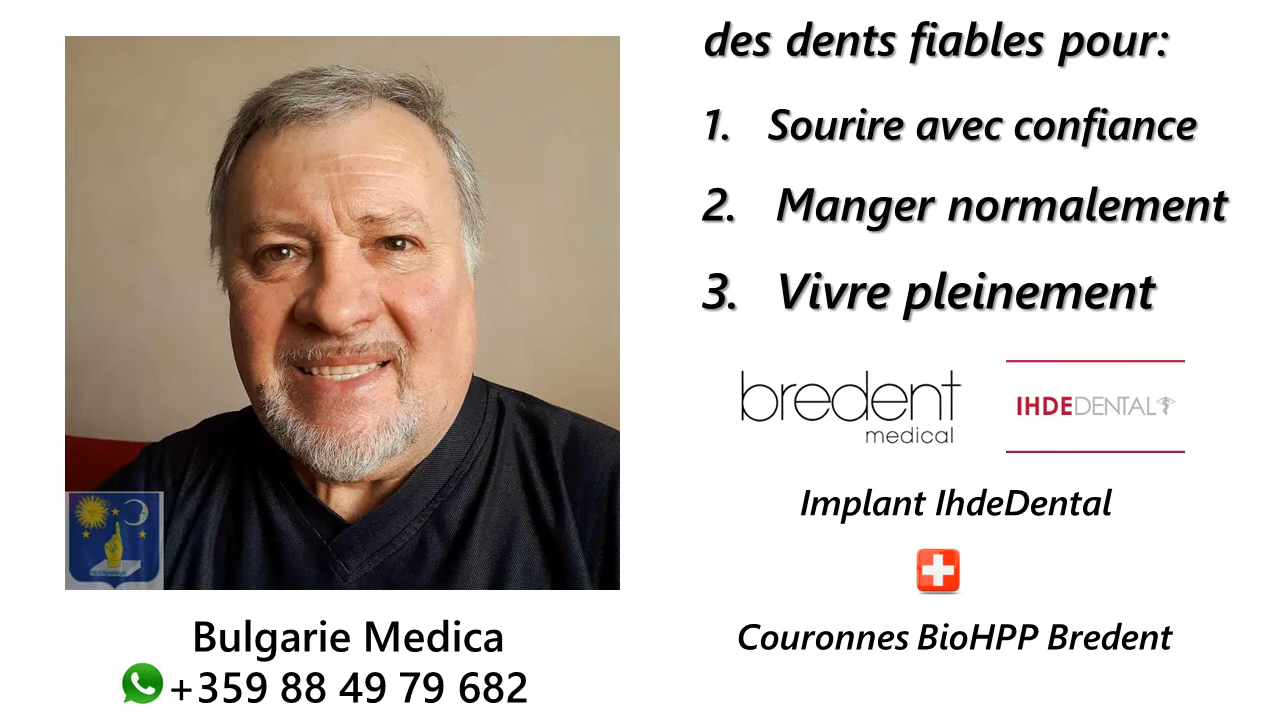 des dents fiables pour:
1. Sourire avec confiance
2. Manger normalement
3. Vivre pleinement
bredent
medical
IHDEDENTAL
Implant IhdeDental
Couronnes BioHPP Bredent
Bulgarie Medica
+359 88 49 79 682